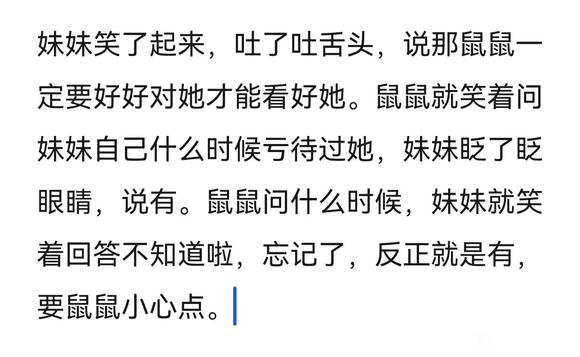 妹妹笑了起来，吐了吐舌头，说那鼠鼠一
定要好好对她才能看好她。鼠鼠就笑着问
妹妹自己什么时候亏待过她，妹妹眨了眨
眼睛，说有。鼠鼠问什么时候，妹妹就笑
着回答不知道啦，忘记了，反正就是有，
要鼠鼠小心点。